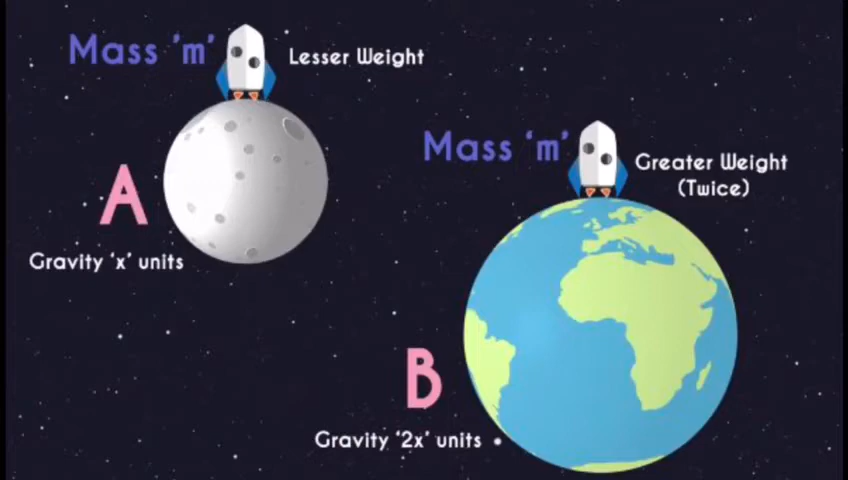 Mass 'm'
Lesser Weight
A
Gravity 'x' units
Mass 'm'
Greater Weight
(Twice)
B
Gravity '2x' units